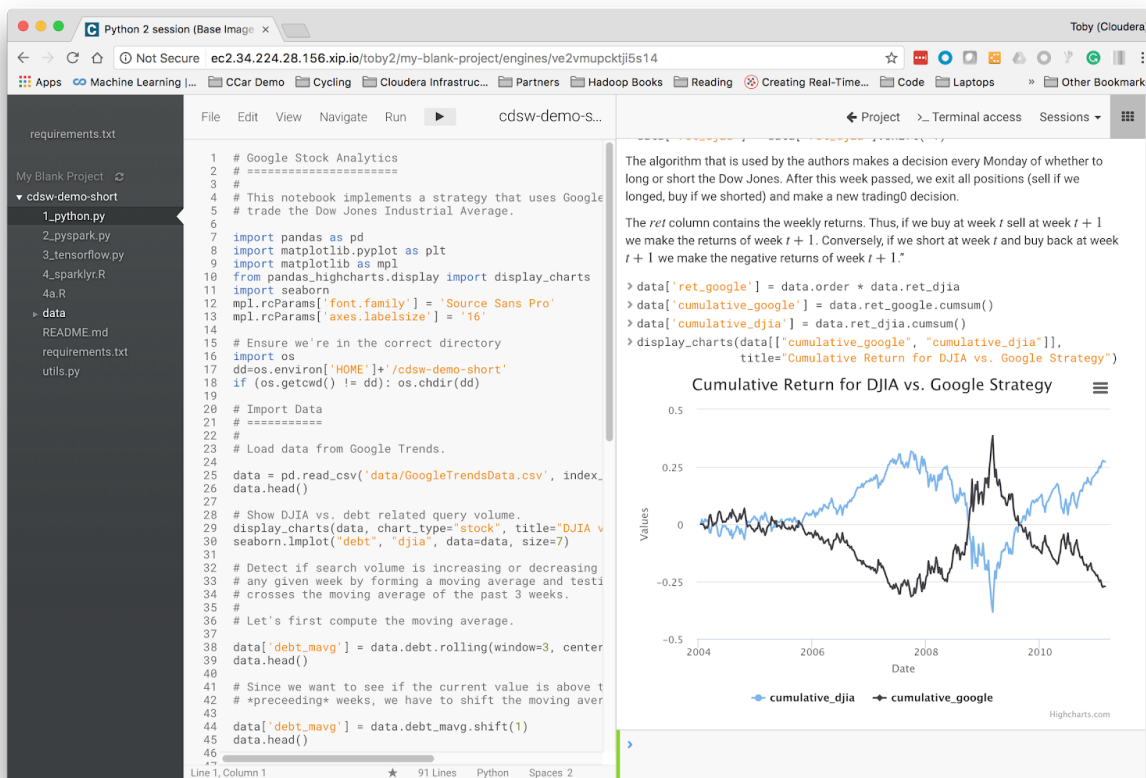 Python 2 session (Base Image
Toby (Cloudera
Not Secure ec2.34.224.28.156.xip.io/toby2/my-blank-project/engines/ve2vmupcktji5s14
Apps
Machine Learning |...
CCar Demo
Cycling
Cloudera Infrastruc...
Partners
Hadoop Books
Reading
Creating Real-Time...
Code
Laptops
»
Other Bookmark
requirements.txt
My Blank Project
cdsw-demo-short
1_python.py
2_pyspark.py
3_tensorflow.py
4_sparklyr.R
4a.R
data
README.md
requirements.txt
utils.py
File Edit View Navigate Run
cdsw-demo-s...
1 # Google Stock Analytics
2 # ======================
3 #
4 # This notebook implements a strategy that uses Google
5 # trade the Dow Jones Industrial Average.
6
7 import pandas as pd
8 import matplotlib.pyplot as plt
9 import matplotlib as mpl
10 from pandas_highcharts.display import display_charts
11 import seaborn
12 mpl.rcParams['font.family'] = 'Source Sans Pro'
13 mpl.rcParams['axes.labelsize'] = '16'
14
15 # Ensure we're in the correct directory
16 import os
17 dd=os.environ['HOME']+'/cdsw-demo-short'
18 if (os.getcwd() != dd): os.chdir(dd)
19
20 # Import Data
21 # ===========
22 #
23 # Load data from Google Trends.
24
25 data = pd.read_csv('data/GoogleTrendsData.csv', index_
26 data.head()
27
28 # Show DJIA vs. debt related query volume.
29 display_charts(data, chart_type="stock", title="DJIA v
30 seaborn.lmplot("debt", "djia", data=data, size=7)
31
32 # Detect if search volume is increasing or decreasing
33 # any given week by forming a moving average and testi
34 # crosses the moving average of the past 3 weeks.
35 #
36 # Let's first compute the moving average.
37
38 data['debt_mavg'] = data.debt.rolling(window=3, center
39 data.head()
40
41 # Since we want to see if the current value is above t
42 # *preceeding* weeks, we have to shift the moving aver
43
44 data['debt_mavg'] = data.debt_mavg.shift(1)
45 data.head()
46
Line 1, Column 1
★ 91 Lines Python Spaces 2
Project
>_ Terminal access
Sessions
The algorithm that is used by the authors makes a decision every Monday of whether to
long or short the Dow Jones. After this week passed, we exit all positions (sell if we
longed, buy if we shorted) and make a new trading0 decision.
The ret column contains the weekly returns. Thus, if we buy at week t sell at week t + 1
we make the returns of week t + 1. Conversely, if we short at week t and buy back at week
t + 1 we make the negative returns of week t + 1."
> data['ret_google'] = data.order * data.ret_djia
> data['cumulative_google'] = data.ret_google.cumsum()
> data['cumulative_djia'] = data.ret_djia.cumsum()
> display_charts(data[["cumulative_google", "cumulative_djia"]],
title="Cumulative Return for DJIA vs. Google Strategy")
Cumulative Return for DJIA vs. Google Strategy
0.5
0.25
0
-0.25
-0.5
Values
2004 2006 2008 2010
Date
cumulative_djia cumulative_google
Highcharts.com
>